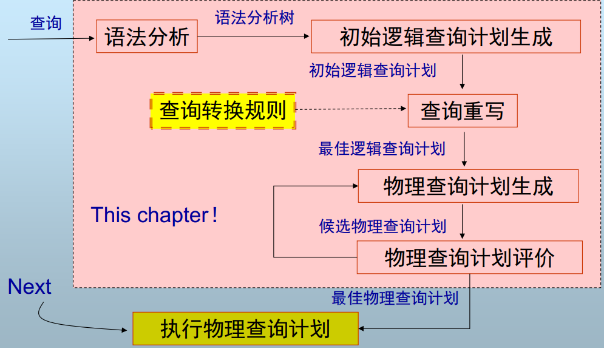 查询
语法分析
语法分析树
初始逻辑查询计划生成
初始逻辑查询计划
查询转换规则
查询重写
最佳逻辑查询计划
物理查询计划生成
This chapter!
候选物理查询计划
物理查询计划评价
Next
最佳物理查询计划
执行物理查询计划